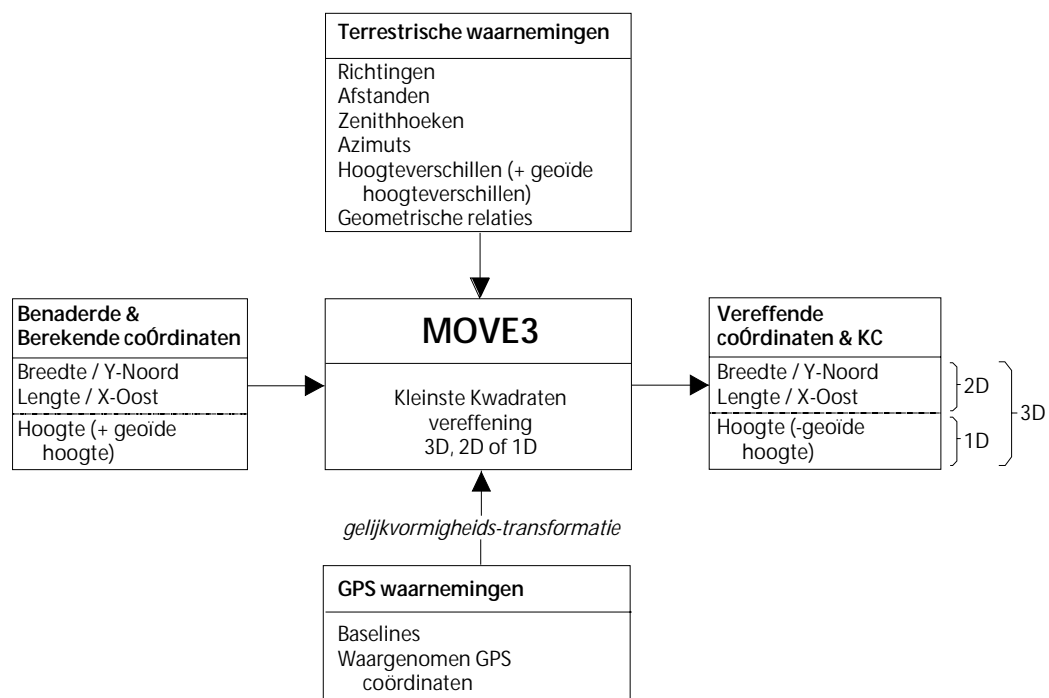 Terrestrische waarnemingen
Richtingen
Afstanden
Zenithhoeken
Azimuts
Hoogteverschillen (+ geoïde
hoogteverschillen)
Geometrische relaties
Benaderde &
Berekende coÓrdinaten
Breedte / Y-Noord
Lengte / X-Oost
Hoogte (+ geoïde
hoogte)
MOVE3
Kleinste Kwadraten
vereffening
3D, 2D of 1D
Vereffende
coÓrdinaten & KC
Breedte / Y-Noord
Lengte / X-Oost
Hoogte (-geoïde
hoogte)
2D
1D
3D
gelijkvormigheids-transformatie
GPS waarnemingen
Baselines
Waargenomen GPS
coördinaten